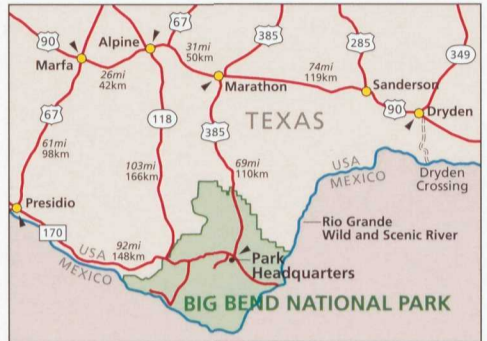 67
90
Alpine
31mi
50km
385
285
349
Marfa
26mi
42km
Marathon
74mi
119km
Sanderson
90
Dryden
67
118
385
TEXAS
61mi
98km
103mi
166km
69mi
110km
USA
MEXICO
Dryden
Crossing
Presidio
170
USA
MEXICO
92mi
148km
Rio Grande
Wild and Scenic River
Park
Headquarters
BIG BEND NATIONAL PARK